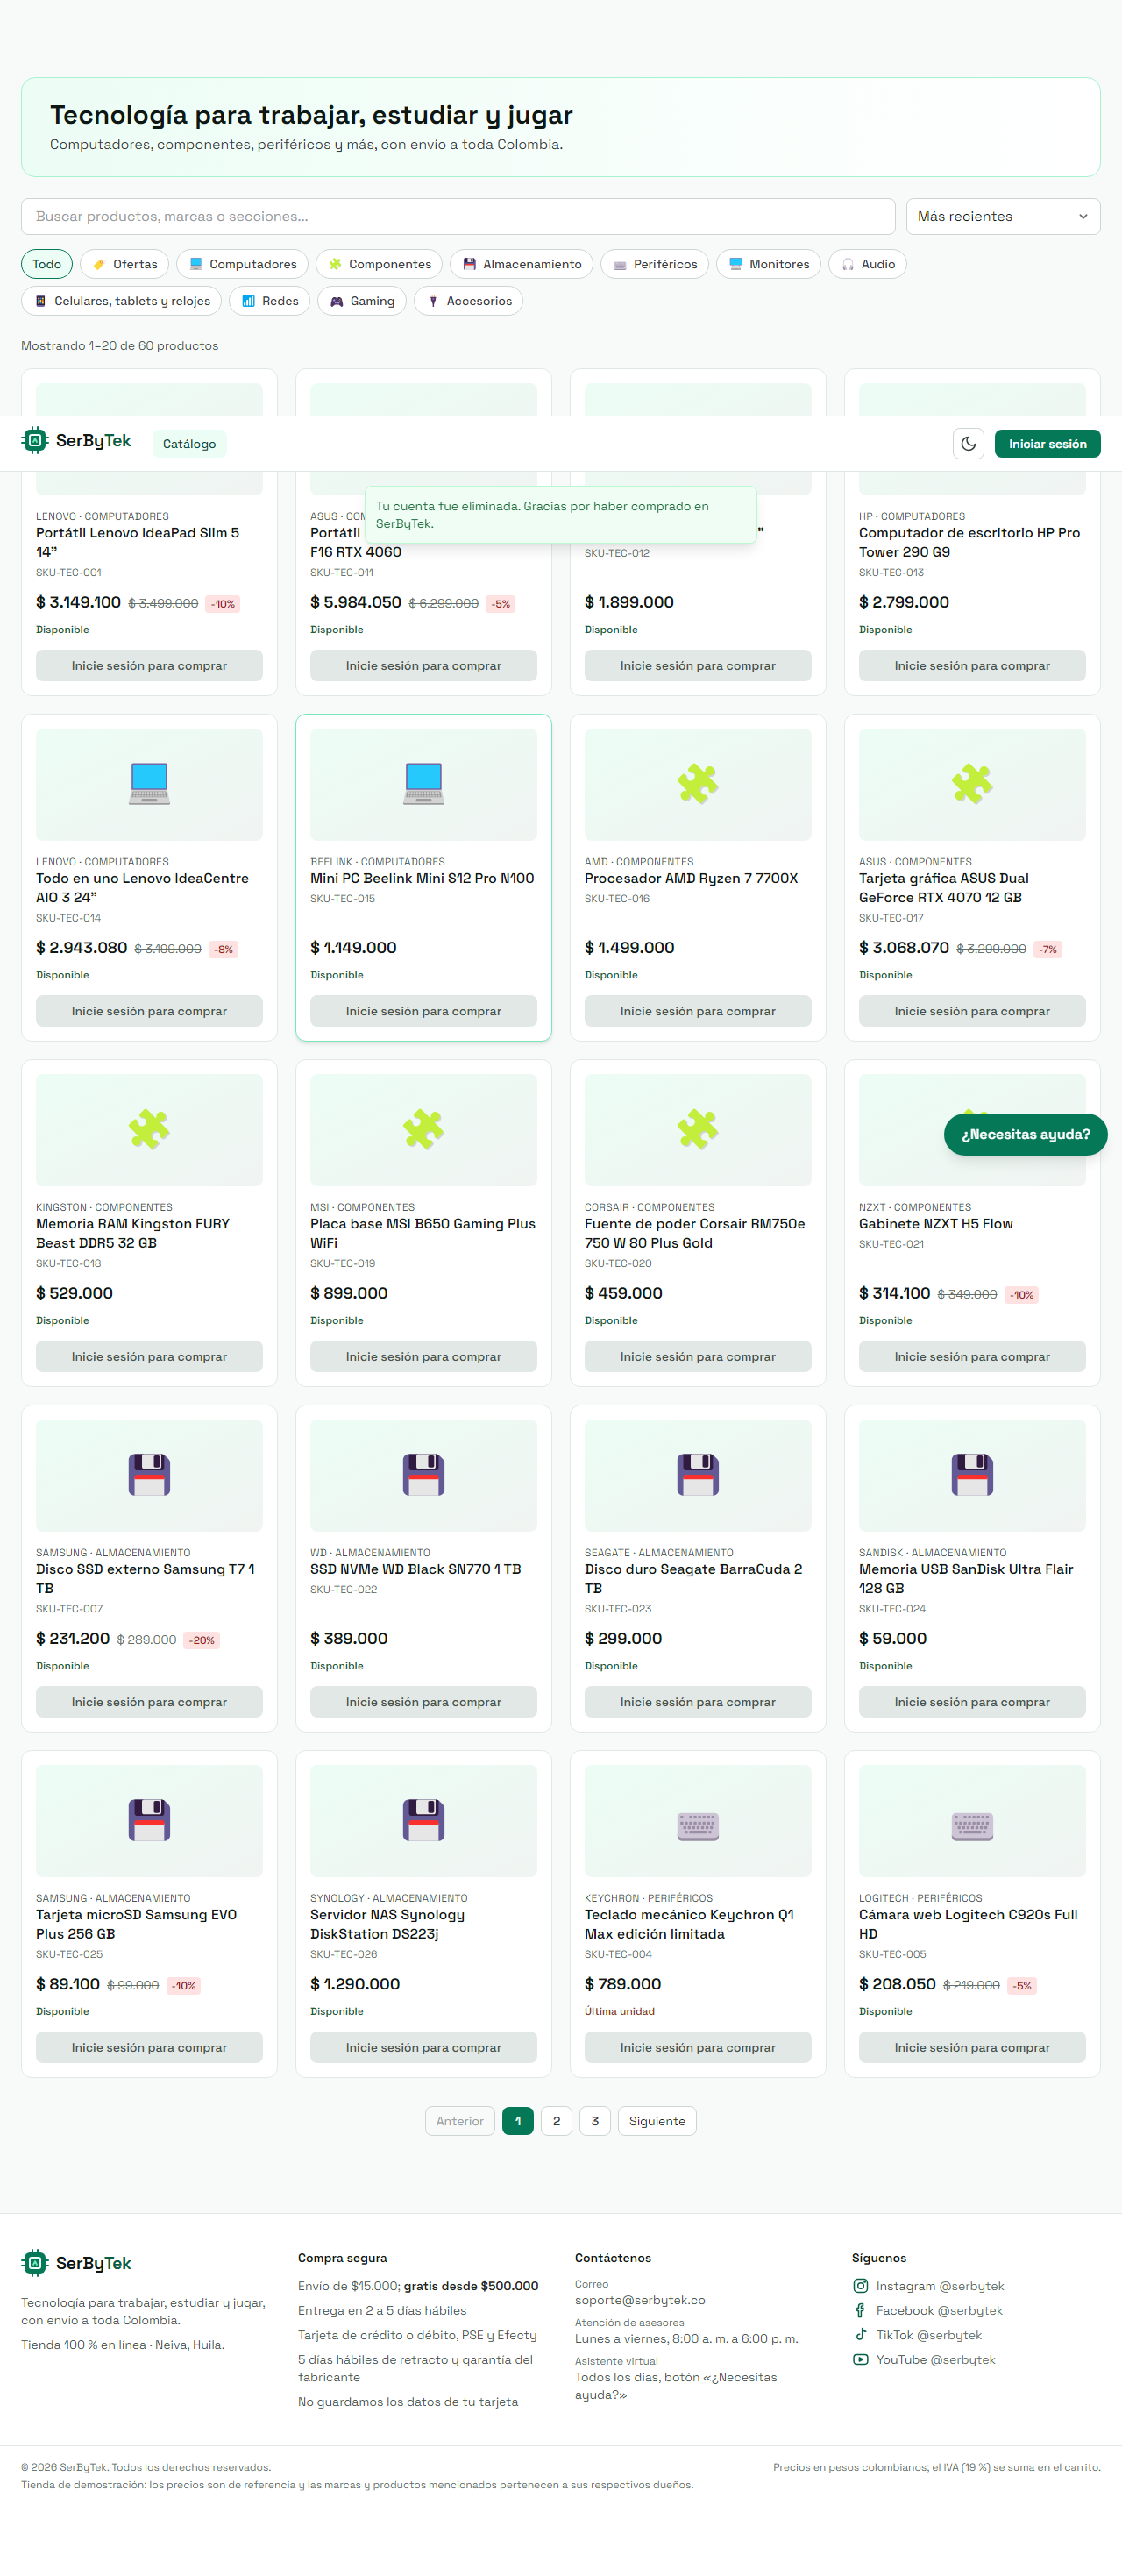 Tecnología para trabajar, estudiar y jugar
Computadores, componentes, periféricos y más, con envío a toda Colombia.
Buscar productos, marcas o secciones...
Más recientes
Todo
Ofertas
Computadores
Componentes
Almacenamiento
Periféricos
Monitores
Audio
Celulares, tablets y relojes
Redes
Gaming
Accesorios
Mostrando 1–20 de 60 productos
SerByTek
Catálogo
Iniciar sesión
Tu cuenta fue eliminada. Gracias por haber comprado en
SerByTek.
LENOVO · COMPUTADORES
Portátil Lenovo IdeaPad Slim 5
14”
SKU-TEC-001
$ 3.149.100 $ 3.499.000 -10%
Disponible
Inicie sesión para comprar
ASUS · COM
Portátil
F16 RTX 4060
SKU-TEC-011
$ 5.984.050 $ 6.299.000 -5%
Disponible
Inicie sesión para comprar
”
SKU-TEC-012
$ 1.899.000
Disponible
Inicie sesión para comprar
HP · COMPUTADORES
Computador de escritorio HP Pro
Tower 290 G9
SKU-TEC-013
$ 2.799.000
Disponible
Inicie sesión para comprar
LENOVO · COMPUTADORES
Todo en uno Lenovo IdeaCentre
AIO 3 24”
SKU-TEC-014
$ 2.943.080 $ 3.199.000 -8%
Disponible
Inicie sesión para comprar
BEELINK · COMPUTADORES
Mini PC Beelink Mini S12 Pro N100
SKU-TEC-015
$ 1.149.000
Disponible
Inicie sesión para comprar
AMD · COMPONENTES
Procesador AMD Ryzen 7 7700X
SKU-TEC-016
$ 1.499.000
Disponible
Inicie sesión para comprar
ASUS · COMPONENTES
Tarjeta gráfica ASUS Dual
GeForce RTX 4070 12 GB
SKU-TEC-017
$ 3.068.070 $ 3.299.000 -7%
Disponible
Inicie sesión para comprar
KINGSTON · COMPONENTES
Memoria RAM Kingston FURY
Beast DDR5 32 GB
SKU-TEC-018
$ 529.000
Disponible
Inicie sesión para comprar
MSI · COMPONENTES
Placa base MSI B650 Gaming Plus
WiFi
SKU-TEC-019
$ 899.000
Disponible
Inicie sesión para comprar
CORSAIR · COMPONENTES
Fuente de poder Corsair RM750e
750 W 80 Plus Gold
SKU-TEC-020
$ 459.000
Disponible
Inicie sesión para comprar
¿Necesitas ayuda?
NZXT · COMPONENTES
Gabinete NZXT H5 Flow
SKU-TEC-021
$ 314.100 $ 349.000 -10%
Disponible
Inicie sesión para comprar
SAMSUNG · ALMACENAMIENTO
Disco SSD externo Samsung T7 1
TB
SKU-TEC-007
$ 231.200 $ 289.000 -20%
Disponible
Inicie sesión para comprar
WD · ALMACENAMIENTO
SSD NVMe WD Black SN770 1 TB
SKU-TEC-022
$ 389.000
Disponible
Inicie sesión para comprar
SEAGATE · ALMACENAMIENTO
Disco duro Seagate BarraCuda 2
TB
SKU-TEC-023
$ 299.000
Disponible
Inicie sesión para comprar
SANDISK · ALMACENAMIENTO
Memoria USB SanDisk Ultra Flair
128 GB
SKU-TEC-024
$ 59.000
Disponible
Inicie sesión para comprar
SAMSUNG · ALMACENAMIENTO
Tarjeta microSD Samsung EVO
Plus 256 GB
SKU-TEC-025
$ 89.100 $ 99.000 -10%
Disponible
Inicie sesión para comprar
SYNOLOGY · ALMACENAMIENTO
Servidor NAS Synology
DiskStation DS223j
SKU-TEC-026
$ 1.290.000
Disponible
Inicie sesión para comprar
KEYCHRON · PERIFÉRICOS
Teclado mecánico Keychron Q1
Max edición limitada
SKU-TEC-004
$ 789.000
Última unidad
Inicie sesión para comprar
LOGITECH · PERIFÉRICOS
Cámara web Logitech C920s Full
HD
SKU-TEC-005
$ 208.050 $ 219.000 -5%
Disponible
Inicie sesión para comprar
Anterior 1 2 3 Siguiente
SerByTek
Tecnología para trabajar, estudiar y jugar,
con envío a toda Colombia.
Tienda 100 % en línea · Neiva, Huila.
Compra segura
Envío de $15.000; gratis desde $500.000
Entrega en 2 a 5 días hábiles
Tarjeta de crédito o débito, PSE y Efecty
5 días hábiles de retracto y garantía del
fabricante
No guardamos los datos de tu tarjeta
Contáctenos
Correo
soporte@serbytek.co
Atención de asesores
Lunes a viernes, 8:00 a. m. a 6:00 p. m.
Asistente virtual
Todos los días, botón «¿Necesitas
ayuda?»
Síguenos
Instagram @serbytek
Facebook @serbytek
TikTok @serbytek
YouTube @serbytek
© 2026 SerByTek. Todos los derechos reservados.
Precios en pesos colombianos; el IVA (19 %) se suma en el carrito.
Tienda de demostración: los precios son de referencia y las marcas y productos mencionados pertenecen a sus respectivos dueños.